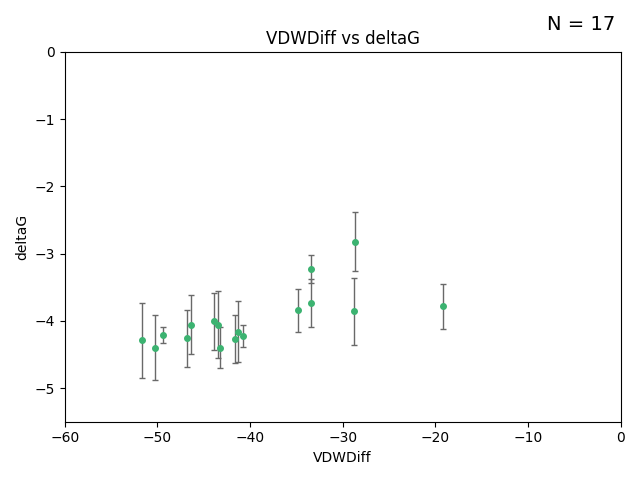 N = 17
VDWDiff vs deltaG
0
−1
−2
−3
−4
−5
deltaG
−60 −50 −40 −30 −20 −10 0
VDWDiff